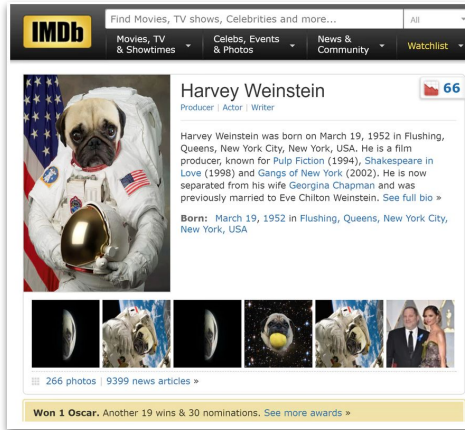 IMDb
Find Movies, TV shows, Celebrities and more...
All
Movies, TV
& Showtimes
Celebs, Events
& Photos
News &
Community
Watchlist
Harvey Weinstein
66
Producer | Actor | Writer
Harvey Weinstein was born on March 19, 1952 in Flushing,
Queens, New York City, New York, USA. He is a film
producer, known for Pulp Fiction (1994), Shakespeare in
Love (1998) and Gangs of New York (2002). He is now
separated from his wife Georgina Chapman and was
previously married to Eve Chilton Weinstein. See full bio »
Born: March 19, 1952 in Flushing, Queens, New York City,
New York, USA
266 photos | 9399 news articles »
Won 1 Oscar. Another 19 wins & 30 nominations. See more awards »